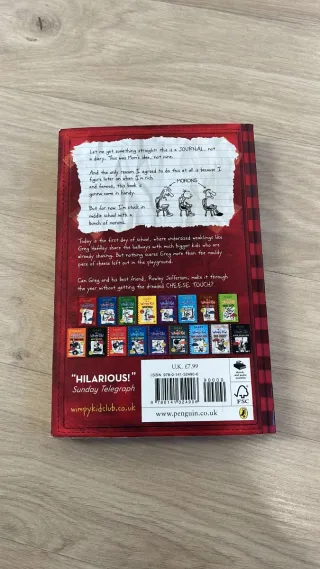 Let me get something straight: this is a JOURNAL, not
a diary. This was Mom's idea, not mine.
And the only reason I agreed to do this at all is because I
figure later on when I'm rich
and famous, this book is
gonna come in handy.
MORONS
But for now I'm stuck in
middle school with a
bunch of morons.
Today is the first day of school, where undersized weaklings like
Greg Heffley share the hallways with much bigger kids who are
already shaving. But nothing scares Greg more than the mouldy
piece of cheese left out in the playground.
Can Greg and his best friend, Rowley Jefferson, make it through
the year without getting the dreaded CHEESE TOUCH?
"HILARIOUS!"
Sunday Telegraph
wimpykidclub.co.uk
U.K. £7.99
90000
www.penguin.co.uk
FSC